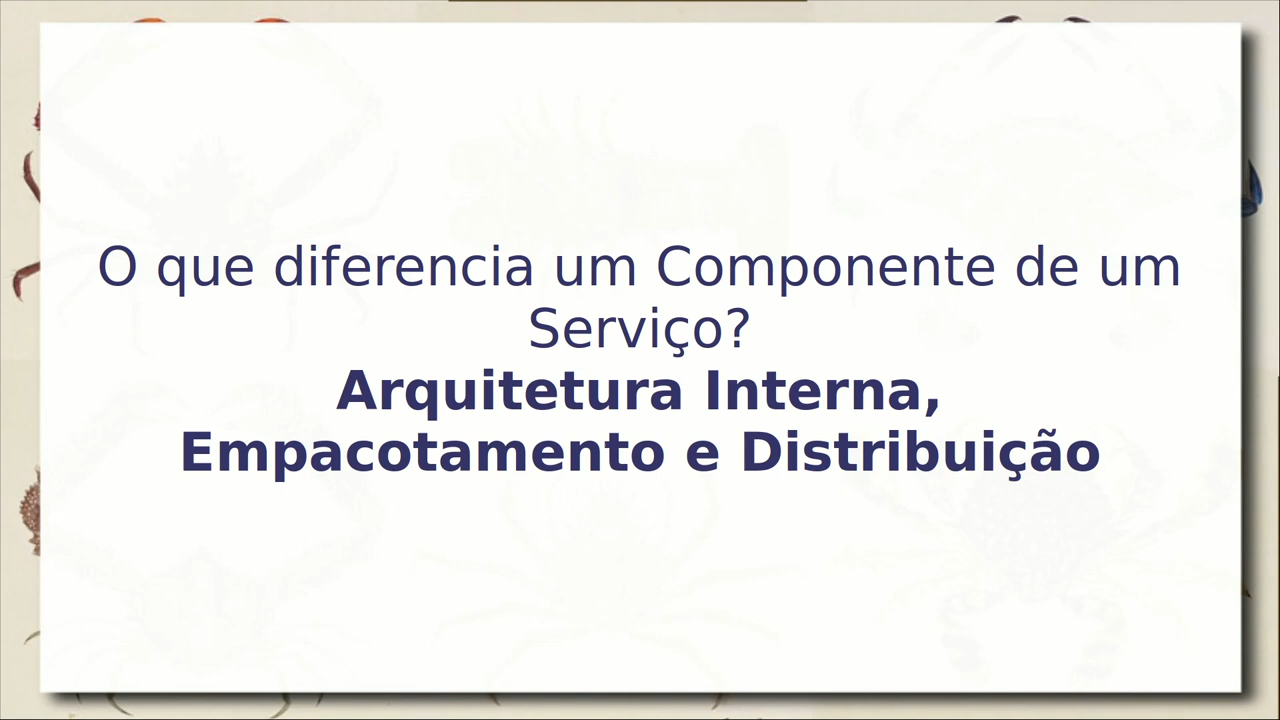 O que diferencia um Componente de um
Serviço?
Arquitetura Interna,
Empacotamento e Distribuição